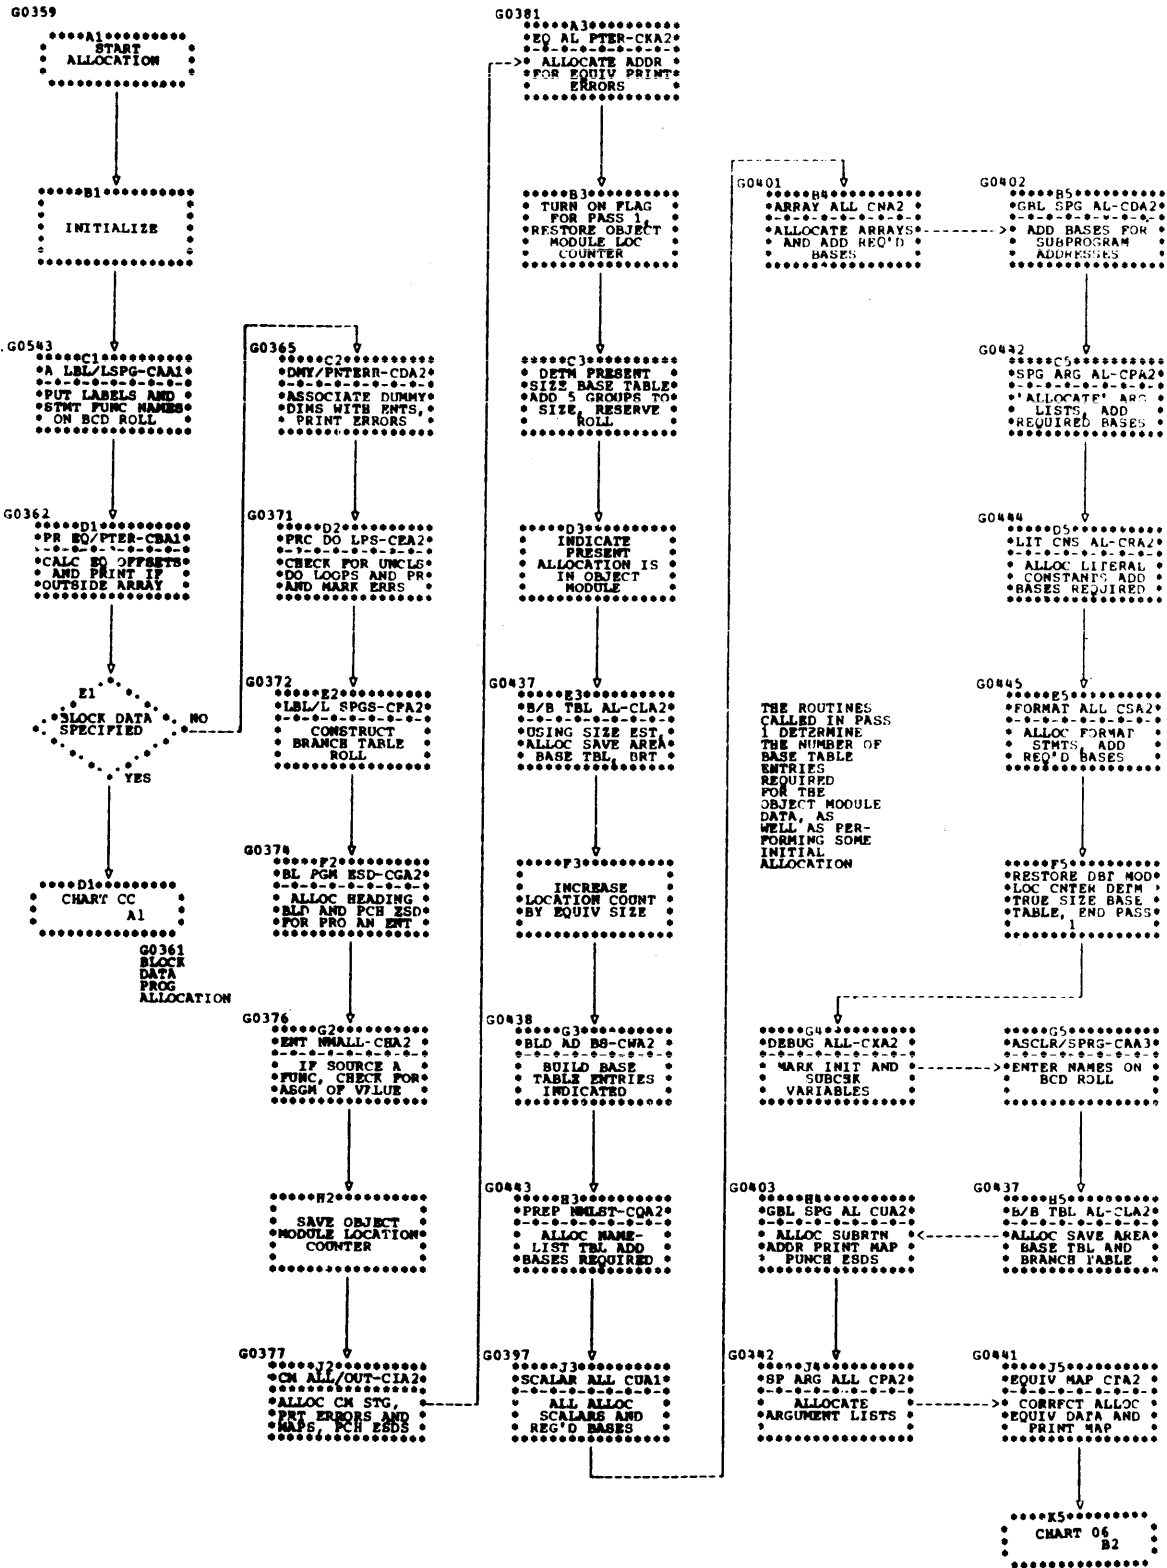 G0359
A1
START
ALLOCATION
B1
INITIALIZE
G0543
C1
A LBL/LSPG-CAA1
PUT LABELS AND
STMT FUNC NAMES
ON BCD ROLL
G0362
D1
PR EQ/PTER-CBA1
CALC EQ OFFSETS
AND PRINT IF
OUTSIDE ARRAY
E1
BLOCK DATA
SPECIFIED
NO
YES
D1
CHART CC
A1
G0361
BLOCK
DATA
PROG
ALLOCATION
G0365
C2
DMY/PNTERR-CDA2
ASSOCIATE DUMMY
DIMS WITH ENTS,
PRINT ERRORS
G0371
D2
PRC DO LPS-CEA2
CHECK FOR UNCLS
DO LOOPS AND PR
AND MARK ERRS
G0372
E2
LBL/L SPGS-CFA2
CONSTRUCT
BRANCH TABLE
ROLL
G0374
F2
BL PGM ESD-CGA2
ALLOC HEADING
BLD AND PCH ESD
FOR PRO AN ENT
G0376
G2
ENT NMALL-CHA2
IF SOURCE A
FUNC, CHECK FOR
ASGM OF VALUE
H2
SAVE OBJECT
MODULE LOCATION
COUNTER
G0377
J2
CM ALL/OUT-CIA2
ALLOC CM STG,
PRT ERRORS AND
MAPS, PCH ESDS
G0381
A3
EQ AL PTER-CKA2
ALLOCATE ADDR
FOR EQUIV PRINT
ERRORS
B3
TURN ON FLAG
FOR PASS 1,
RESTORE OBJECT
MODULE LOC
COUNTER
C3
DETM PRESENT
SIZE BASE TABLE
ADD 5 GROUPS TO
SIZE, RESERVE
ROLL
D3
INDICATE
PRESENT
ALLOCATION IS
IN OBJECT
MODULE
G0437
E3
B/B TBL AL-CLA2
USING SIZE EST,
ALLOC SAVE AREA
BASE TBL, BRT
F3
INCREASE
LOCATION COUNT
BY EQUIV SIZE
G0438
G3
BLD AD BS-CWA2
BUILD BASE
TABLE ENTRIES
INDICATED
G0443
H3
PREP NMLST-CQA2
ALLOC NAME-
LIST TBL ADD
BASES REQUIRED
G0397
J3
SCALAR ALL CUA1
ALL ALLOC
SCALARS AND
REG'D BASES
G0401
B4
ARRAY ALL CNA2
ALLOCATE ARRAYS
AND ADD REQ'D
BASES
THE ROUTINES
CALLED IN PASS
1 DETERMINE
THE NUMBER OF
BASE TABLE
ENTRIES
REQUIRED
FOR THE
OBJECT MODULE
DATA, AS
WELL AS PER-
FORMING SOME
INITIAL
ALLOCATION
G4
DEBUG ALL-CXA2
MARK INIT AND
SUBCHK
VARIABLES
G0403
H4
GBL SPG AL CUA2
ALLOC SUBRTN
ADDR PRINT MAP
PUNCH ESDS
G0442
J4
SP ARG ALL CPA2
ALLOCATE
ARGUMENT LISTS
G0402
B5
GBL SPG AL-CDA2
ADD BASES FOR
SUBPROGRAM
ADDRESSES
G0442
C5
SPG ARG AL-CPA2
'ALLOCATE' ARG
LISTS, ADD
REQUIRED BASES
G0444
D5
LIT CNS AL-CRA2
ALLOC LITERAL
CONSTANTS ADD
BASES REQUIRED
G0445
E5
FORMAT ALL CSA2
ALLOC FORMAT
STMTS, ADD
REQ'D BASES
F5
RESTORE DBT MOD
LOC CNTER DETM
TRUE SIZE BASE
TABLE, END PASS
1
G5
ASCLR/SPRG-CAA3
ENTER NAMES ON
BCD ROLL
G0437
H5
B/B TBL AL-CLA2
ALLOC SAVE AREA
BASE TBL AND
BRANCH TABLE
G0441
J5
EQUIV MAP CTA2
CORRECT ALLOC
EQUIV DATA AND
PRINT MAP
K5
CHART 06
B2